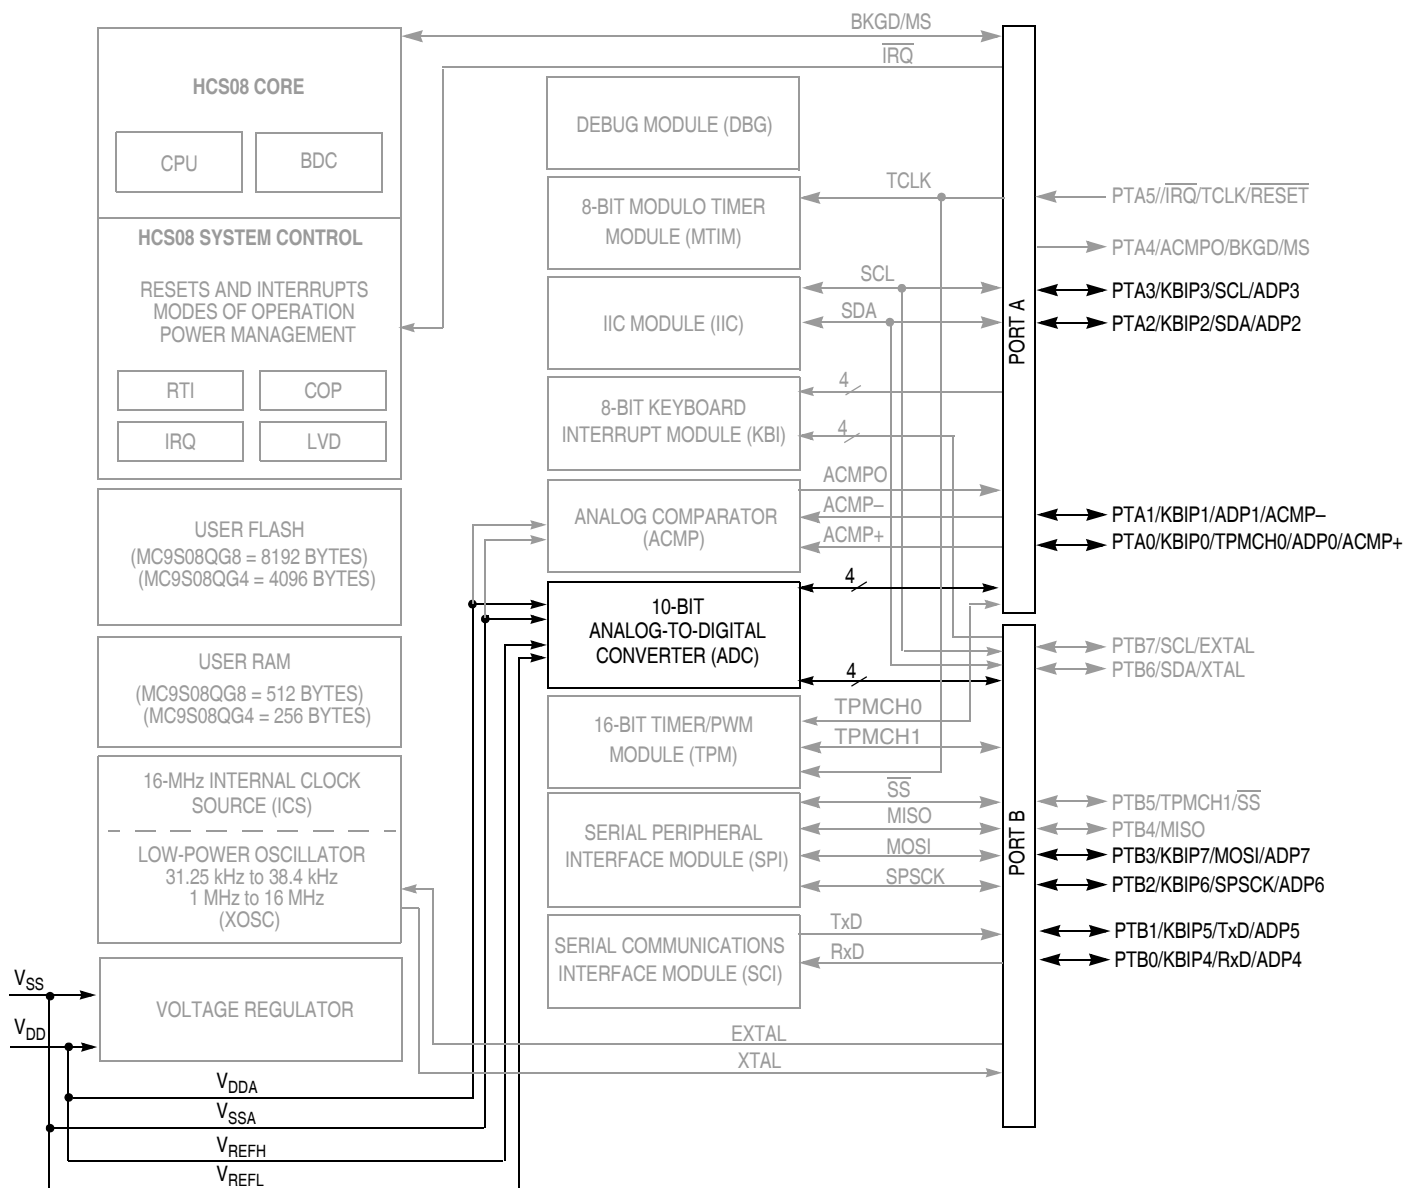 BKGD/MS
IRQ
HCS08 CORE
CPU
BDC
HCS08 SYSTEM CONTROL
RESETS AND INTERRUPTS
MODES OF OPERATION
POWER MANAGEMENT
RTI
COP
IRQ
LVD
USER FLASH
(MC9S08QG8 = 8192 BYTES)
(MC9S08QG4 = 4096 BYTES)
USER RAM
(MC9S08QG8 = 512 BYTES)
(MC9S08QG4 = 256 BYTES)
16-MHz INTERNAL CLOCK
SOURCE (ICS)
LOW-POWER OSCILLATOR
31.25 kHz to 38.4 kHz
1 MHz to 16 MHz
(XOSC)
VSS
VDD
VOLTAGE REGULATOR
VDDA
VSSA
VREFH
VREFL
DEBUG MODULE (DBG)
8-BIT MODULO TIMER
MODULE (MTIM)
TCLK
IIC MODULE (IIC)
SCL
SDA
8-BIT KEYBOARD
INTERRUPT MODULE (KBI)
4
4
ANALOG COMPARATOR
(ACMP)
ACMPO
ACMP–
ACMP+
10-BIT
ANALOG-TO-DIGITAL
CONVERTER (ADC)
4
4
16-BIT TIMER/PWM
MODULE (TPM)
TPMCH0
TPMCH1
SERIAL PERIPHERAL
INTERFACE MODULE (SPI)
SS
MISO
MOSI
SPSCK
SERIAL COMMUNICATIONS
INTERFACE MODULE (SCI)
TxD
RxD
EXTAL
XTAL
PORT A
PTA5//IRQ/TCLK/RESET
PTA4/ACMPO/BKGD/MS
PTA3/KBIP3/SCL/ADP3
PTA2/KBIP2/SDA/ADP2
PTA1/KBIP1/ADP1/ACMP–
PTA0/KBIP0/TPMCH0/ADP0/ACMP+
PORT B
PTB7/SCL/EXTAL
PTB6/SDA/XTAL
PTB5/TPMCH1/SS
PTB4/MISO
PTB3/KBIP7/MOSI/ADP7
PTB2/KBIP6/SPSCK/ADP6
PTB1/KBIP5/TxD/ADP5
PTB0/KBIP4/RxD/ADP4